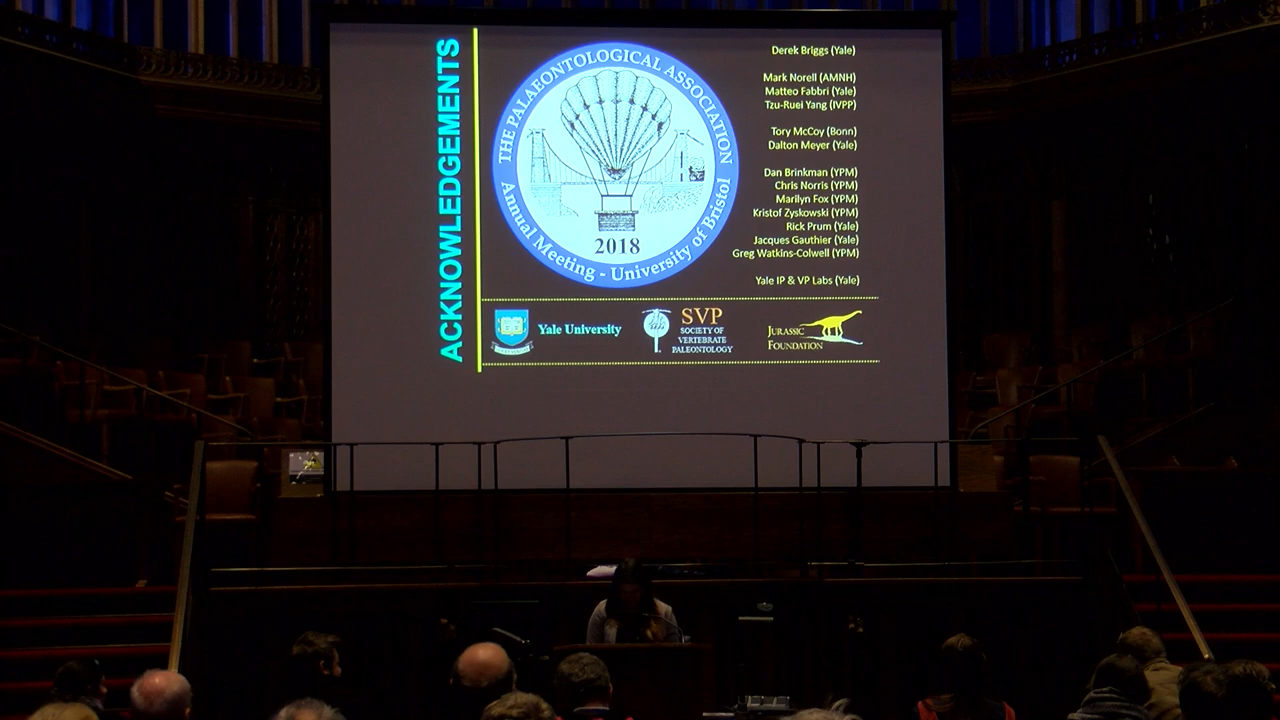 ACKNOWLEDGEMENTS
THE PALAEONTOLOGICAL ASSOCIATION
2018
Annual Meeting - University of Bristol
Derek Briggs (Yale)
Mark Norell (AMNH)
Matteo Fabbri (Yale)
Tzu-Ruei Yang (IVPP)
Tory McCoy (Bonn)
Dalton Meyer (Yale)
Dan Brinkman (YPM)
Chris Norris (YPM)
Marilyn Fox (YPM)
Kristof Zyskowski (YPM)
Rick Prum (Yale)
Jacques Gauthier (Yale)
Greg Watkins-Colwell (YPM)
Yale IP & VP Labs (Yale)
Yale University
SVP
SOCIETY OF
VERTEBRATE
PALEONTOLOGY
JURASSIC
FOUNDATION